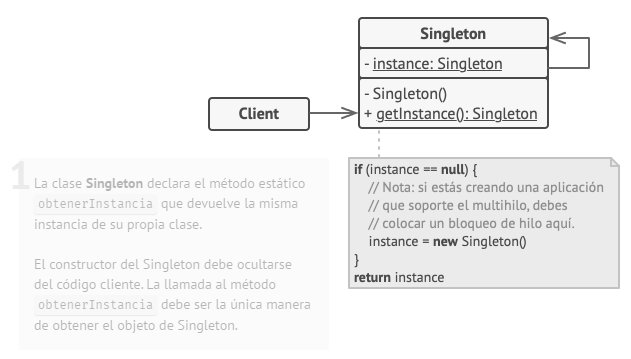 Singleton
- instance: Singleton
- Singleton()
+ getInstance(): Singleton
Client
if (instance == null) {
// Nota: si estás creando una aplicación
// que soporte el multihilo, debes
// colocar un bloqueo de hilo aquí.
instance = new Singleton()
}
return instance
1
La clase Singleton declara el método estático
obtenerInstancia que devuelve la misma
instancia de su propia clase.
El constructor del Singleton debe ocultarse
del código cliente. La llamada al método
obtenerInstancia debe ser la única manera
de obtener el objeto de Singleton.